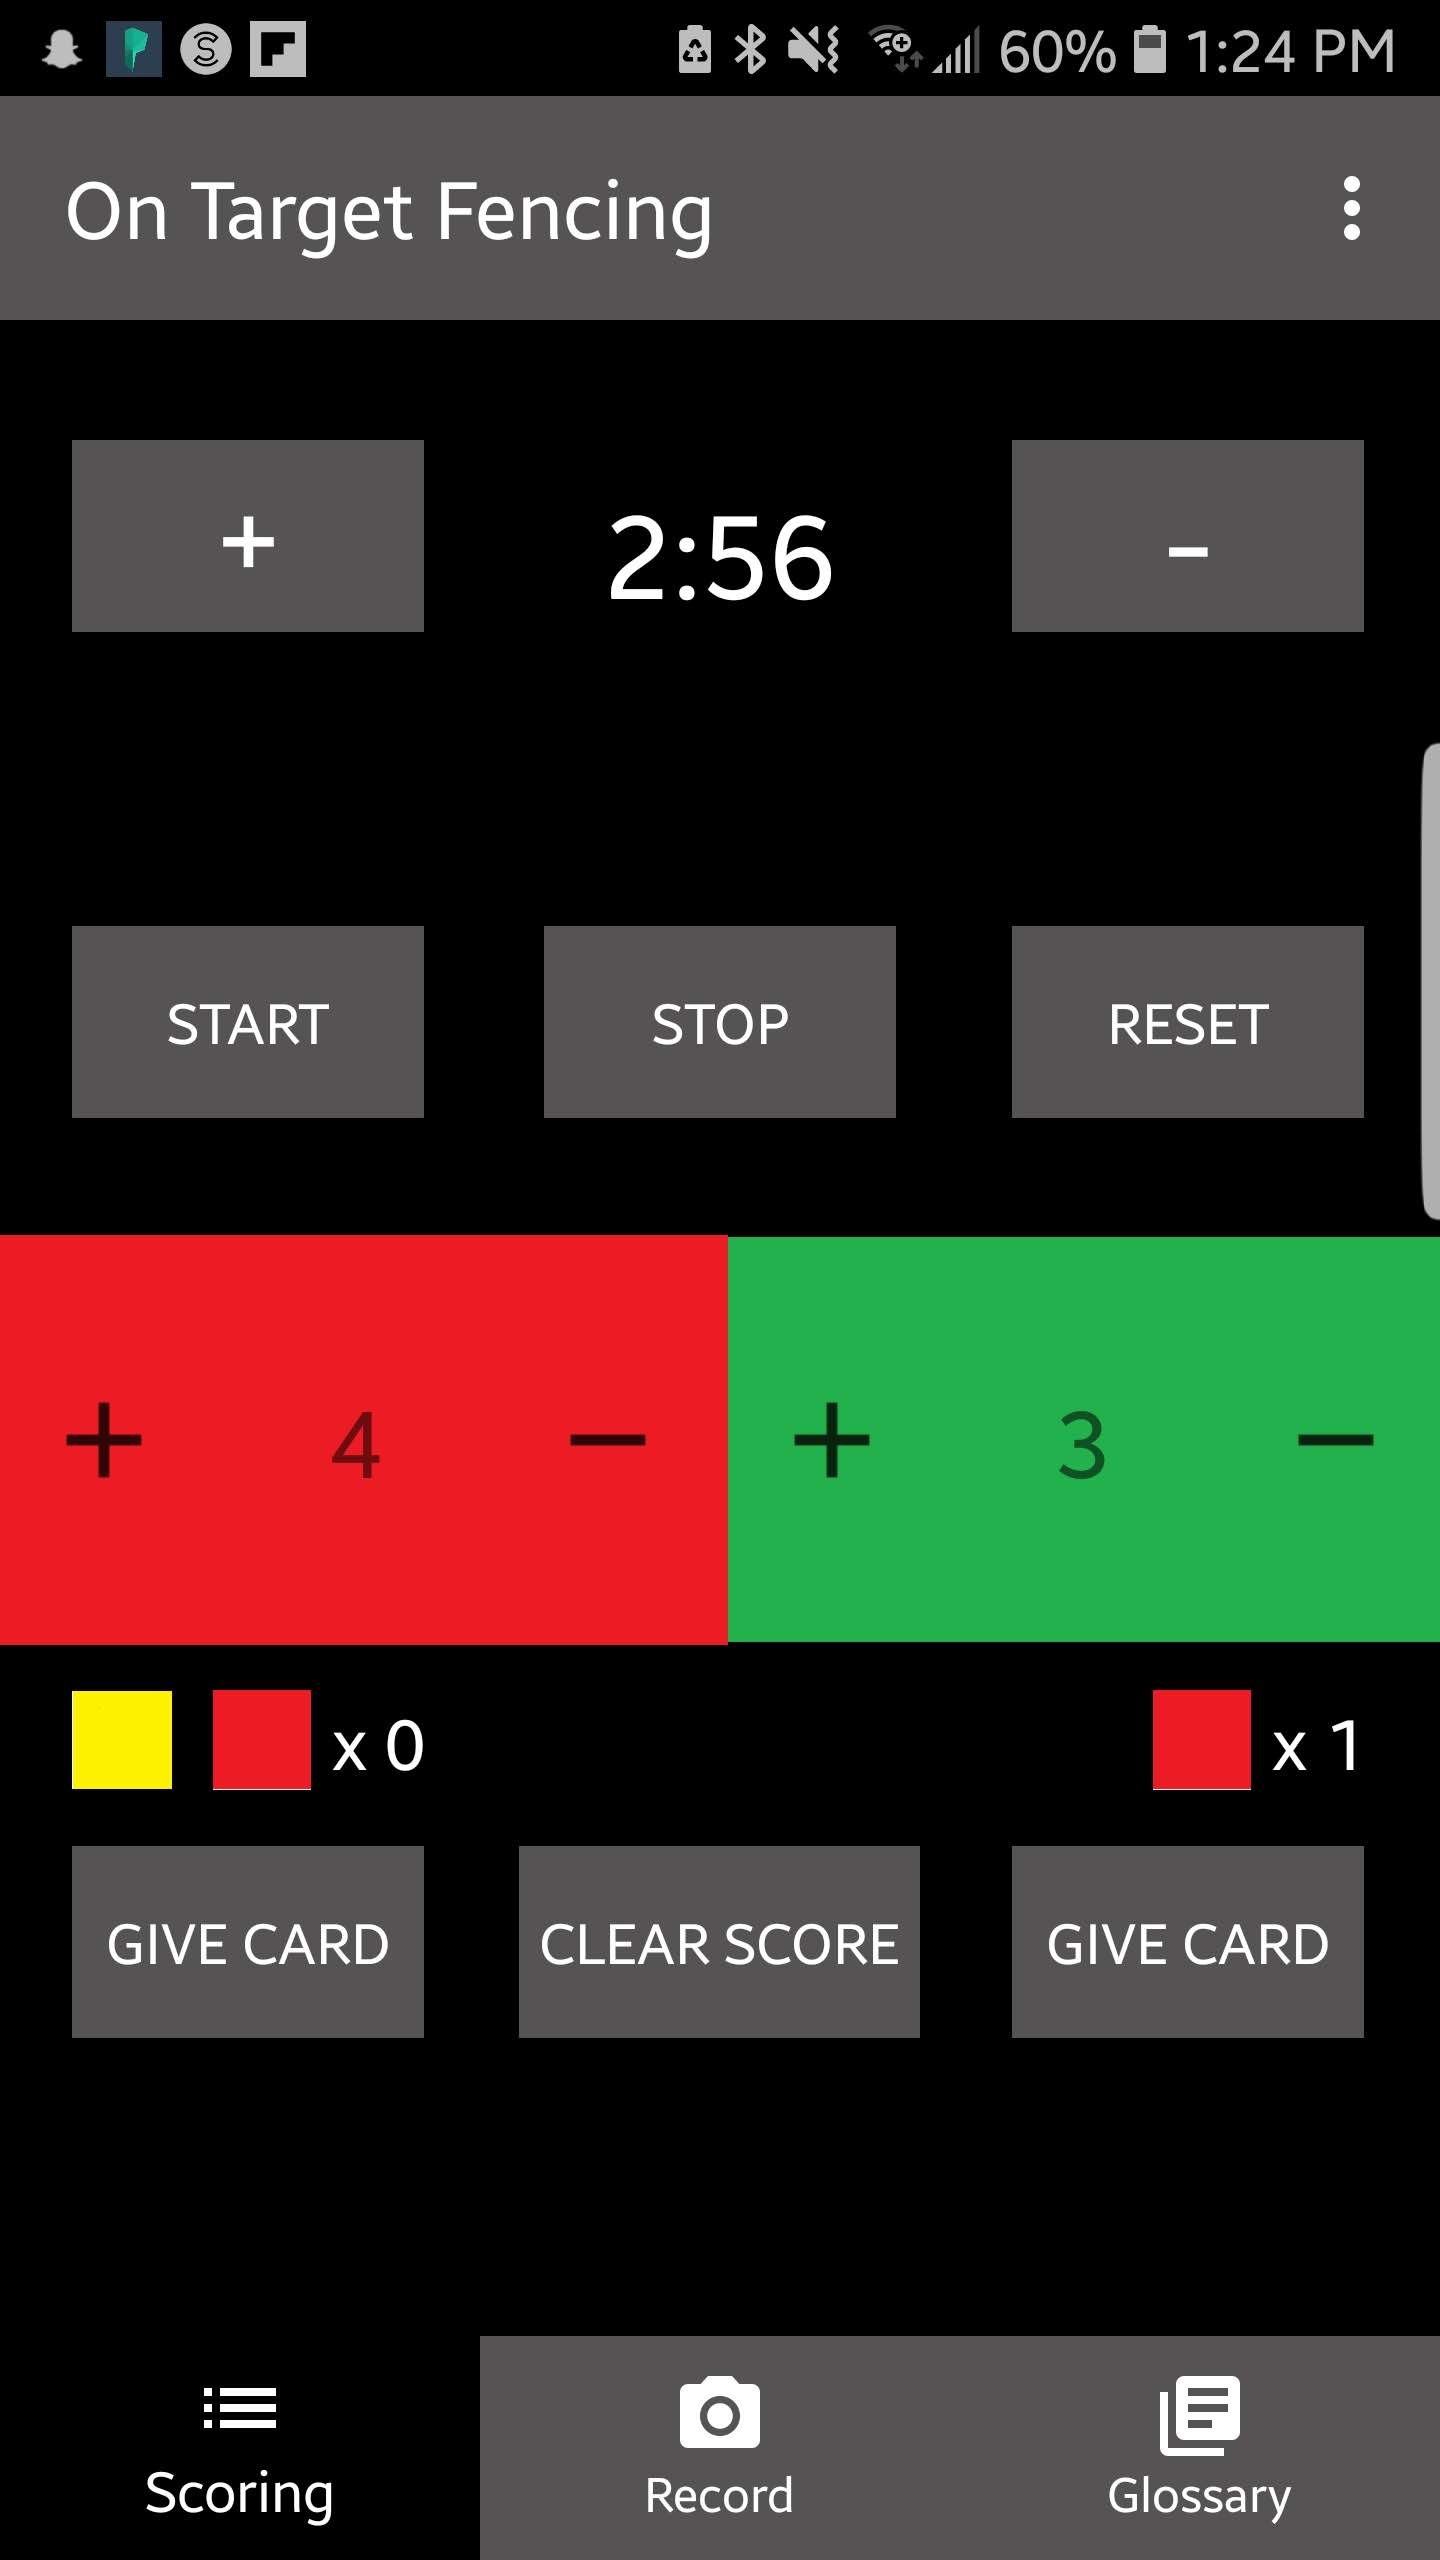 60% 1:24 PM
On Target Fencing
+ 2:56 -
START STOP RESET
+ 4 − + 3 −
x 0 x 1
GIVE CARD CLEAR SCORE GIVE CARD
Scoring Record Glossary